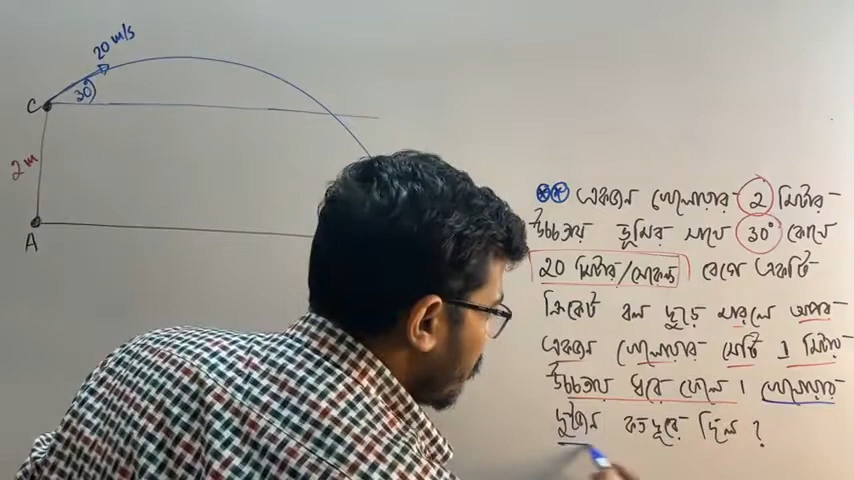 20 m/s
C
30°
2 m
A
একজন খেলোয়ার 2 মিটার
উচ্চতায় ভূমির সাথে 30° কোণে
20 মিটার/সেকেন্ড বেগে একটি
ক্রিকেট বল ছুড়ে মারলে অপর
একজন খেলোয়ার সেটি 1 মিটার
উচ্চতায় ধরে ফেলে। খেলোয়ার
দুজন কত দূরে ছিল ?